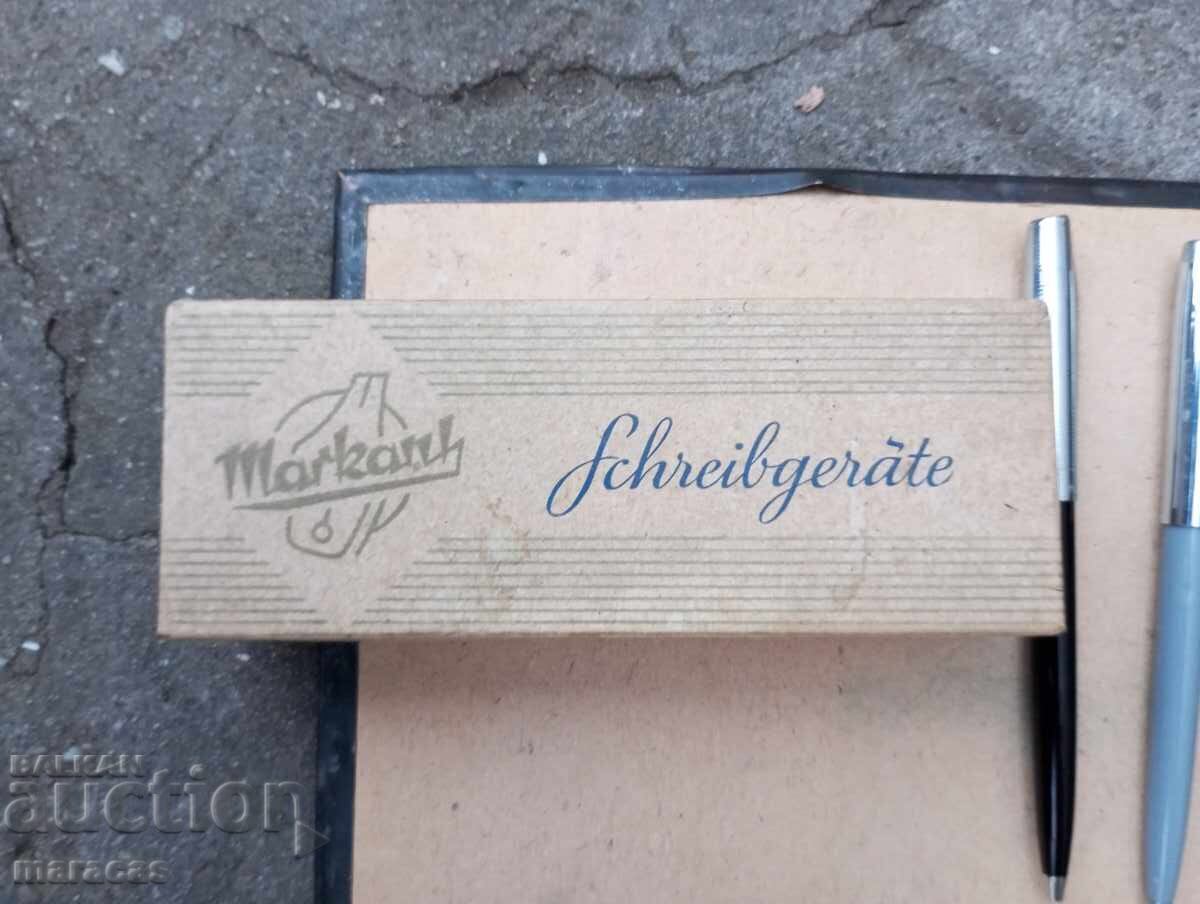 Markant
Schreibgeräte
BALKAN
auction
maracas